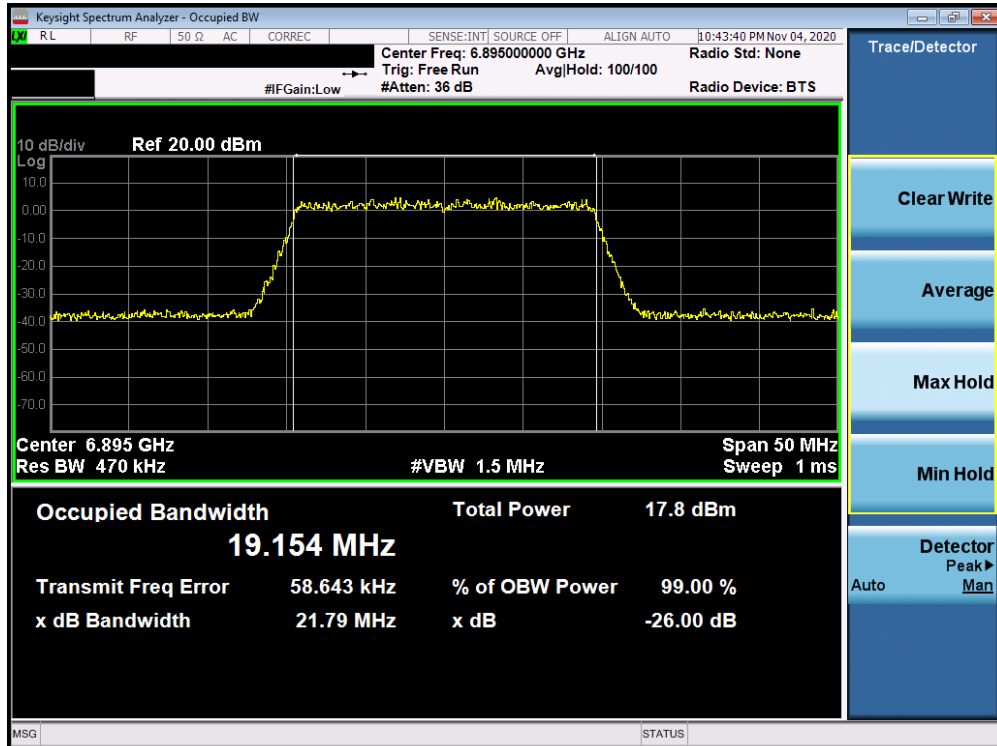 Keysight Spectrum Analyzer - Occupied BW
LXI RL RF 50 Ω AC CORREC SENSE:INT SOURCE OFF ALIGN AUTO 10:43:40 PM Nov 04, 2020
Center Freq: 6.895000000 GHz Radio Std: None
Trig: Free Run Avg|Hold: 100/100
#IFGain:Low #Atten: 36 dB Radio Device: BTS
10 dB/div Ref 20.00 dBm
Log
10.0
0.00
-10.0
-20.0
-30.0
-40.0
-50.0
-60.0
-70.0
Center 6.895 GHz Span 50 MHz
Res BW 470 kHz #VBW 1.5 MHz Sweep 1 ms
Occupied Bandwidth Total Power 17.8 dBm
19.154 MHz
Transmit Freq Error 58.643 kHz % of OBW Power 99.00 %
x dB Bandwidth 21.79 MHz x dB -26.00 dB
Trace/Detector
Clear Write
Average
Max Hold
Min Hold
Detector
Peak▶
Auto Man
MSG STATUS